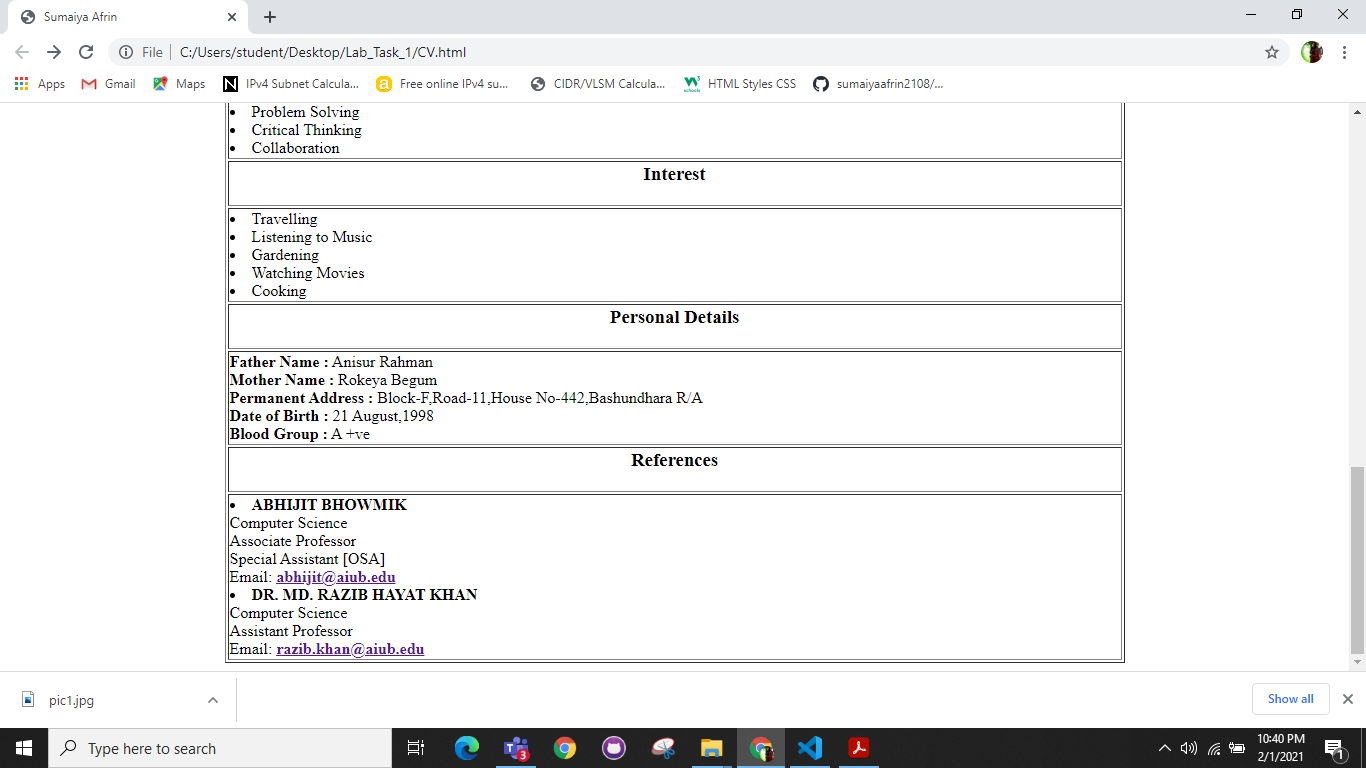 Sumaiya Afrin
File
C:/Users/student/Desktop/Lab_Task_1/CV.html
Apps
Gmail
Maps
IPv4 Subnet Calcula...
Free online IPv4 su...
CIDR/VLSM Calcula...
HTML Styles CSS
sumaiyaafrin2108/...
• Problem Solving
• Critical Thinking
• Collaboration
Interest
• Travelling
• Listening to Music
• Gardening
• Watching Movies
• Cooking
Personal Details
Father Name : Anisur Rahman
Mother Name : Rokeya Begum
Permanent Address : Block-F,Road-11,House No-442,Bashundhara R/A
Date of Birth : 21 August,1998
Blood Group : A +ve
References
• ABHIJIT BHOWMIK
Computer Science
Associate Professor
Special Assistant [OSA]
Email: abhijit@aiub.edu
• DR. MD. RAZIB HAYAT KHAN
Computer Science
Assistant Professor
Email: razib.khan@aiub.edu
pic1.jpg
Show all
Type here to search
3
10:40 PM
2/1/2021
1